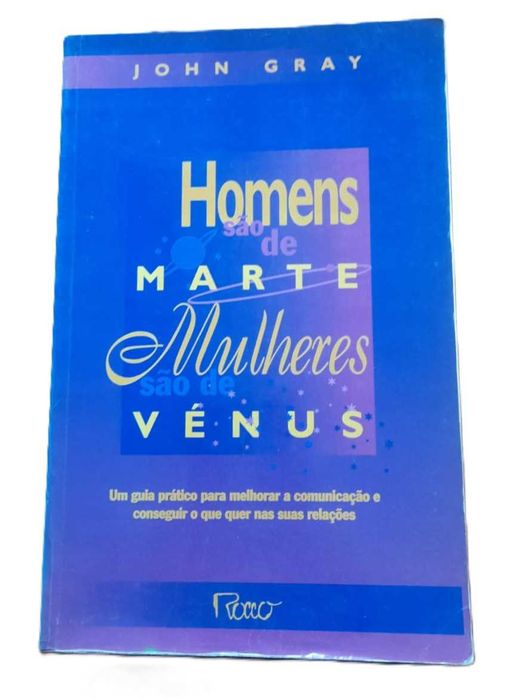 JOHN GRAY
Homens
são de
MARTE
Mulheres
são de
VÉNUS
Um guia prático para melhorar a comunicação e
conseguir o que quer nas suas relações
Rocco